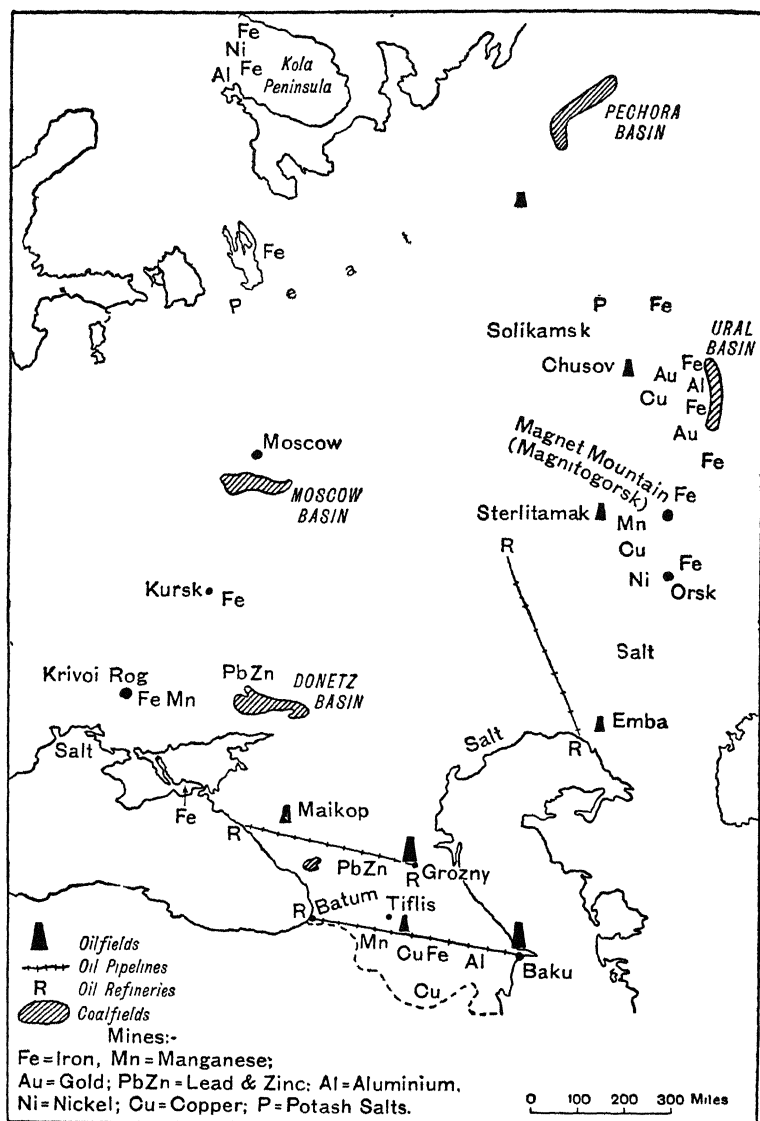 Fe
Ni
Al Fe
Kola
Peninsula
PECHORA
BASIN
Fe
Peat
P Fe
Solikamsk
URAL
BASIN
Chusov
Fe
Au
Al
Cu
Fe
Au
Fe
Moscow
MOSCOW
BASIN
Magnet Mountain
(Magnitogorsk)
Fe
Sterlitamak
Mn
R
Cu
Fe
Ni
Orsk
Kursk
Fe
Salt
Krivoi Rog
Fe Mn
PbZn
DONETZ
BASIN
Emba
Salt
Salt
R
Fe
Maikop
R
PbZn
Grozny
R
Batum
Tiflis
R
Mn
CuFe
Al
Baku
Cu
Oilfields
Oil Pipelines
R Oil Refineries
Coalfields
Mines:-
Fe=Iron, Mn=Manganese;
Au=Gold; PbZn=Lead & Zinc: Al=Aluminium,
Ni=Nickel; Cu=Copper; P=Potash Salts.
0 100 200 300 Miles